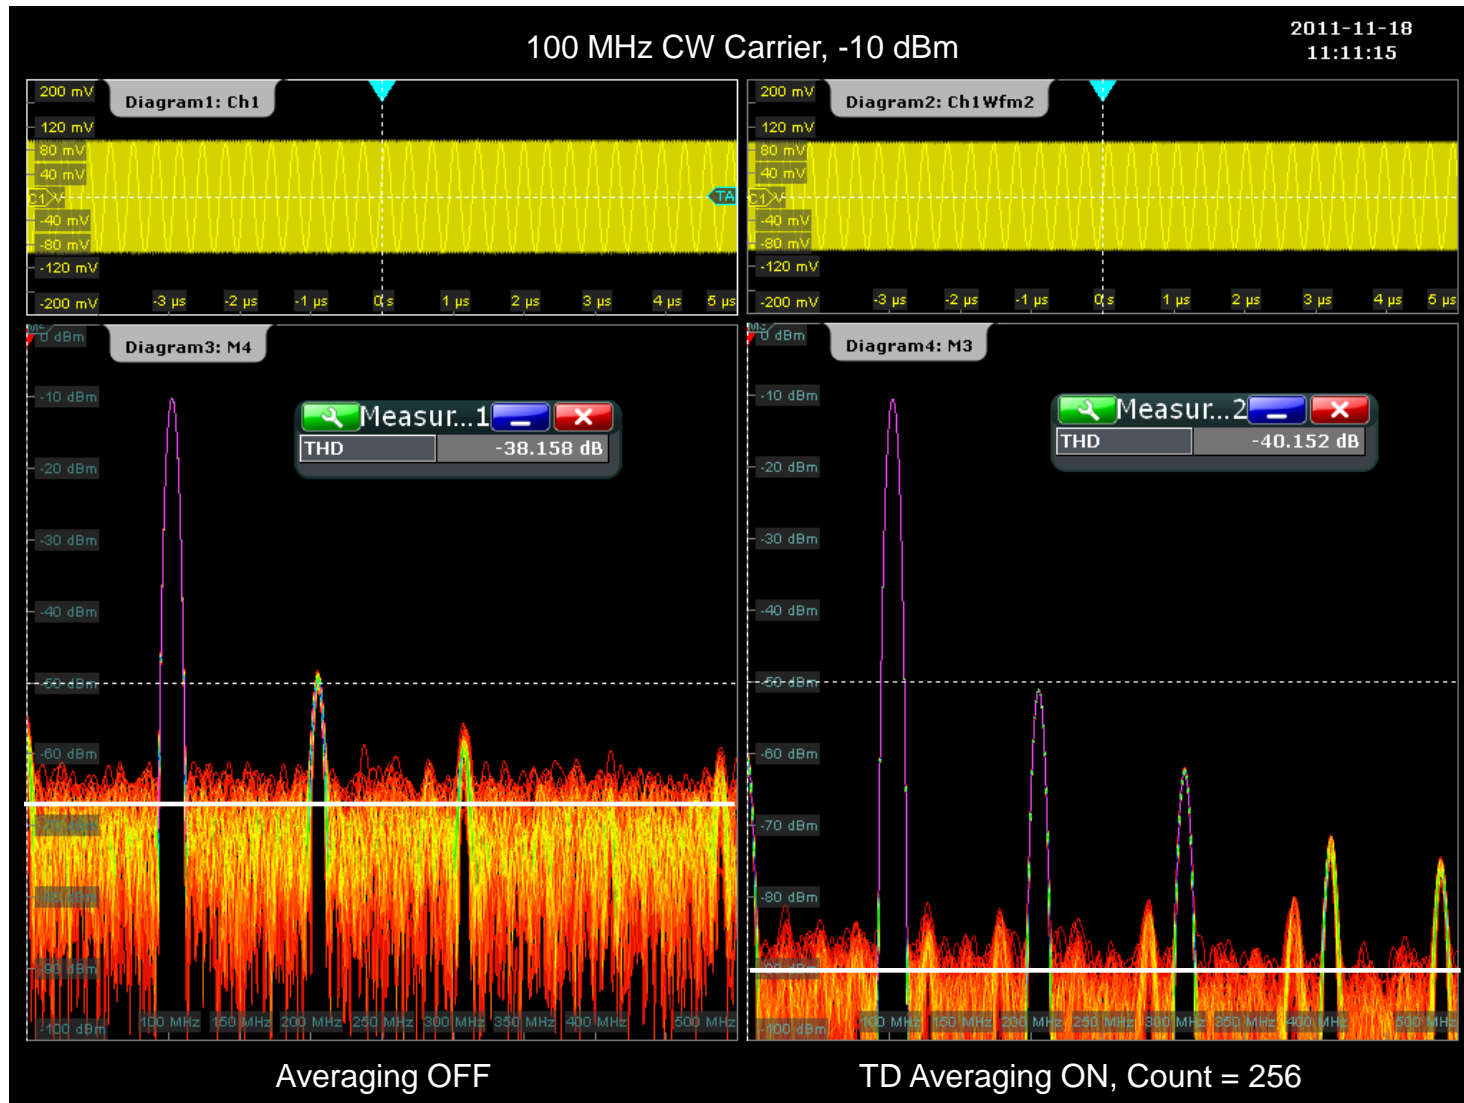 100 MHz CW Carrier, -10 dBm
2011-11-18
11:11:15
Diagram1: Ch1
200 mV
120 mV
80 mV
40 mV
C1
-40 mV
-80 mV
-120 mV
-200 mV
-3 µs -2 µs -1 µs 0 s 1 µs 2 µs 3 µs 4 µs 5 µs
TA
Diagram2: Ch1Wfm2
200 mV
120 mV
80 mV
40 mV
C1
-40 mV
-80 mV
-120 mV
-200 mV
-3 µs -2 µs -1 µs 0 s 1 µs 2 µs 3 µs 4 µs 5 µs
Diagram3: M4
0 dBm
-10 dBm
-20 dBm
-30 dBm
-40 dBm
-50 dBm
-60 dBm
-90 dBm
-100 dBm
100 MHz 150 MHz 200 MHz 250 MHz 300 MHz 350 MHz 400 MHz 500 MHz
Measur...1
THD -38.158 dB
Diagram4: M3
0 dBm
-10 dBm
-20 dBm
-30 dBm
-40 dBm
-50 dBm
-60 dBm
-70 dBm
-80 dBm
-100 dBm
100 MHz 150 MHz 200 MHz 250 MHz 300 MHz 350 MHz 400 MHz 500 MHz
Measur...2
THD -40.152 dB
Averaging OFF
TD Averaging ON, Count = 256